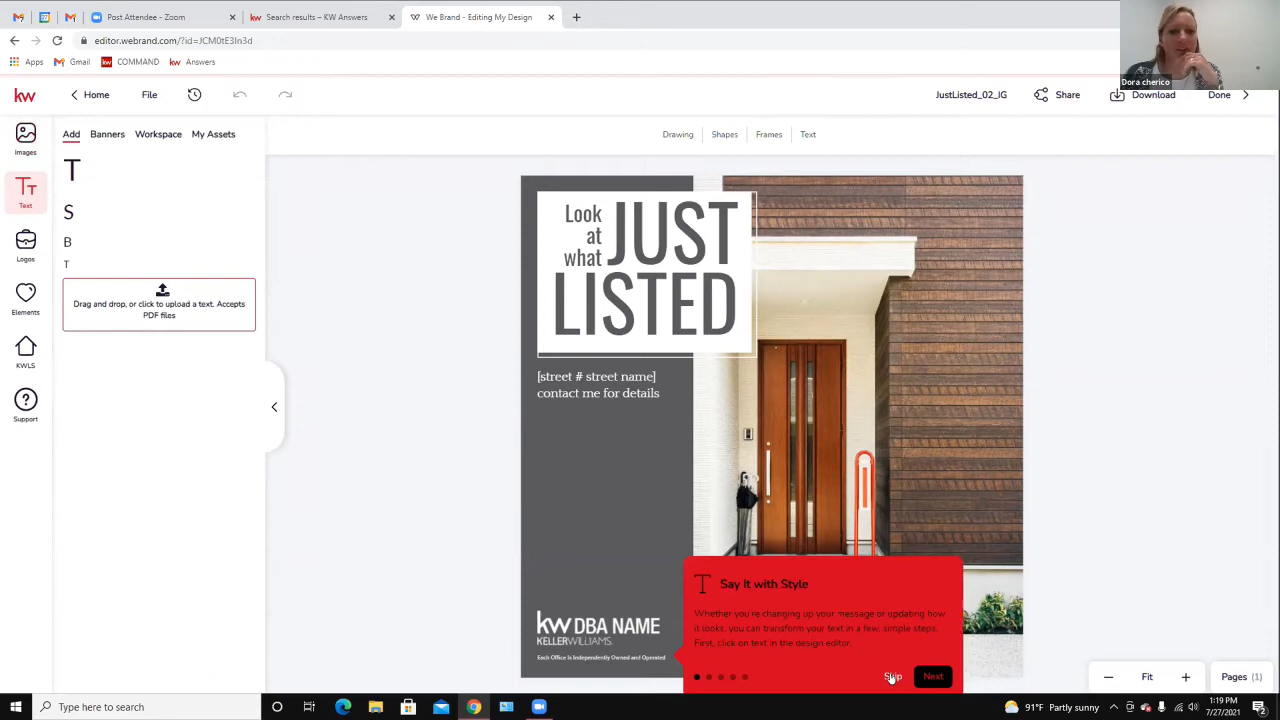 Zoom Attendees - Attend
Search results – KW Answers
We Brand - Editing My Design
editor.webrand.com/?id=JCM0tE3In3d
Apps
Gmail
COMMAND
Answers
Dora cherico
kw
Home
File
JustListed_02_IG
Share
Download
Done
Images
Text
Logos
Elements
KWLS
Support
Add
Banners
Workspace
My Assets
T
S
B
T
Drag and drop, or click to upload a text. Accepts
PDF files
Drawing
Shapes
Frames
Text
Look
at
what
JUST
LISTED
[street # street name]
contact me for details
kw DBA NAME
KELLERWILLIAMS.
Each Office Is Independently Owned and Operated
Say It with Style
Whether you're changing up your message or updating how
it looks, you can transform your text in a few, simple steps.
First, click on text in the design editor.
Skip
Next
Fit
Pages (1)
Type here to search
91°F Partly sunny
1:19 PM
7/27/2021
2